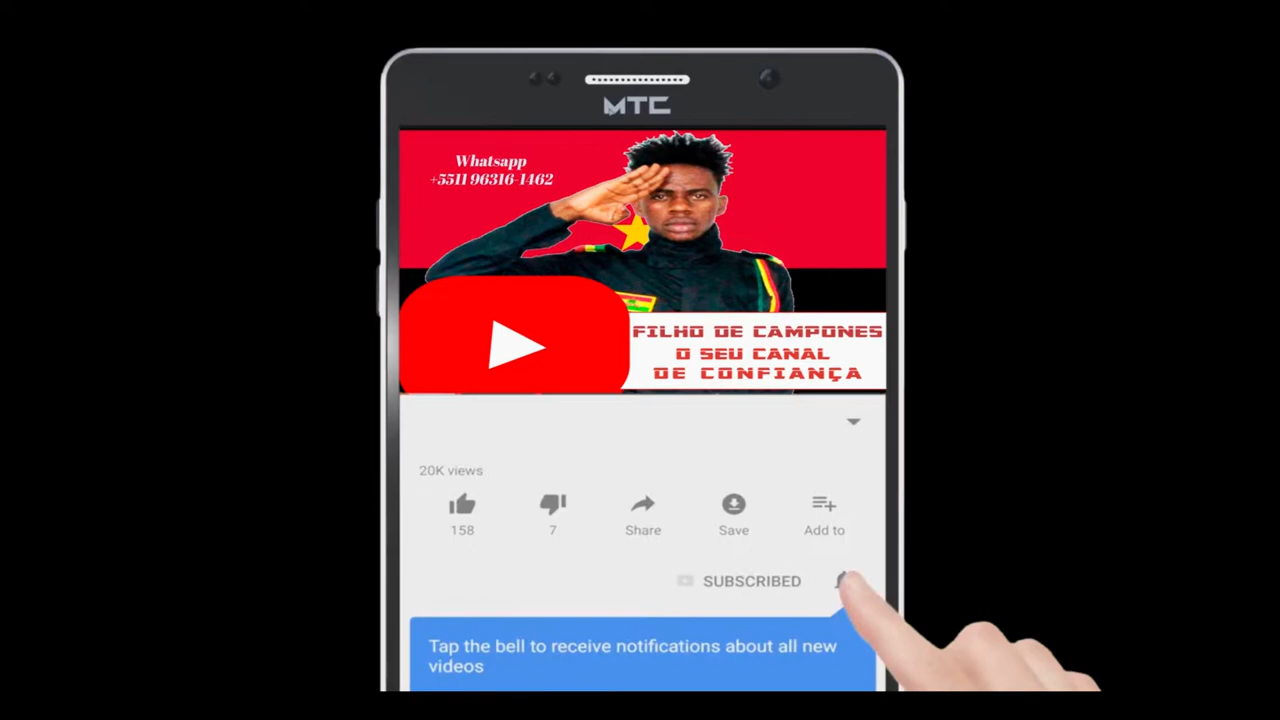 MTC
Whatsapp
+5511 96316-1462
FILHO DE CAMPONES
O SEU CANAL
DE CONFIANÇA
20K views
158
7
Share
Save
Add to
SUBSCRIBED
Tap the bell to receive notifications about all new
videos